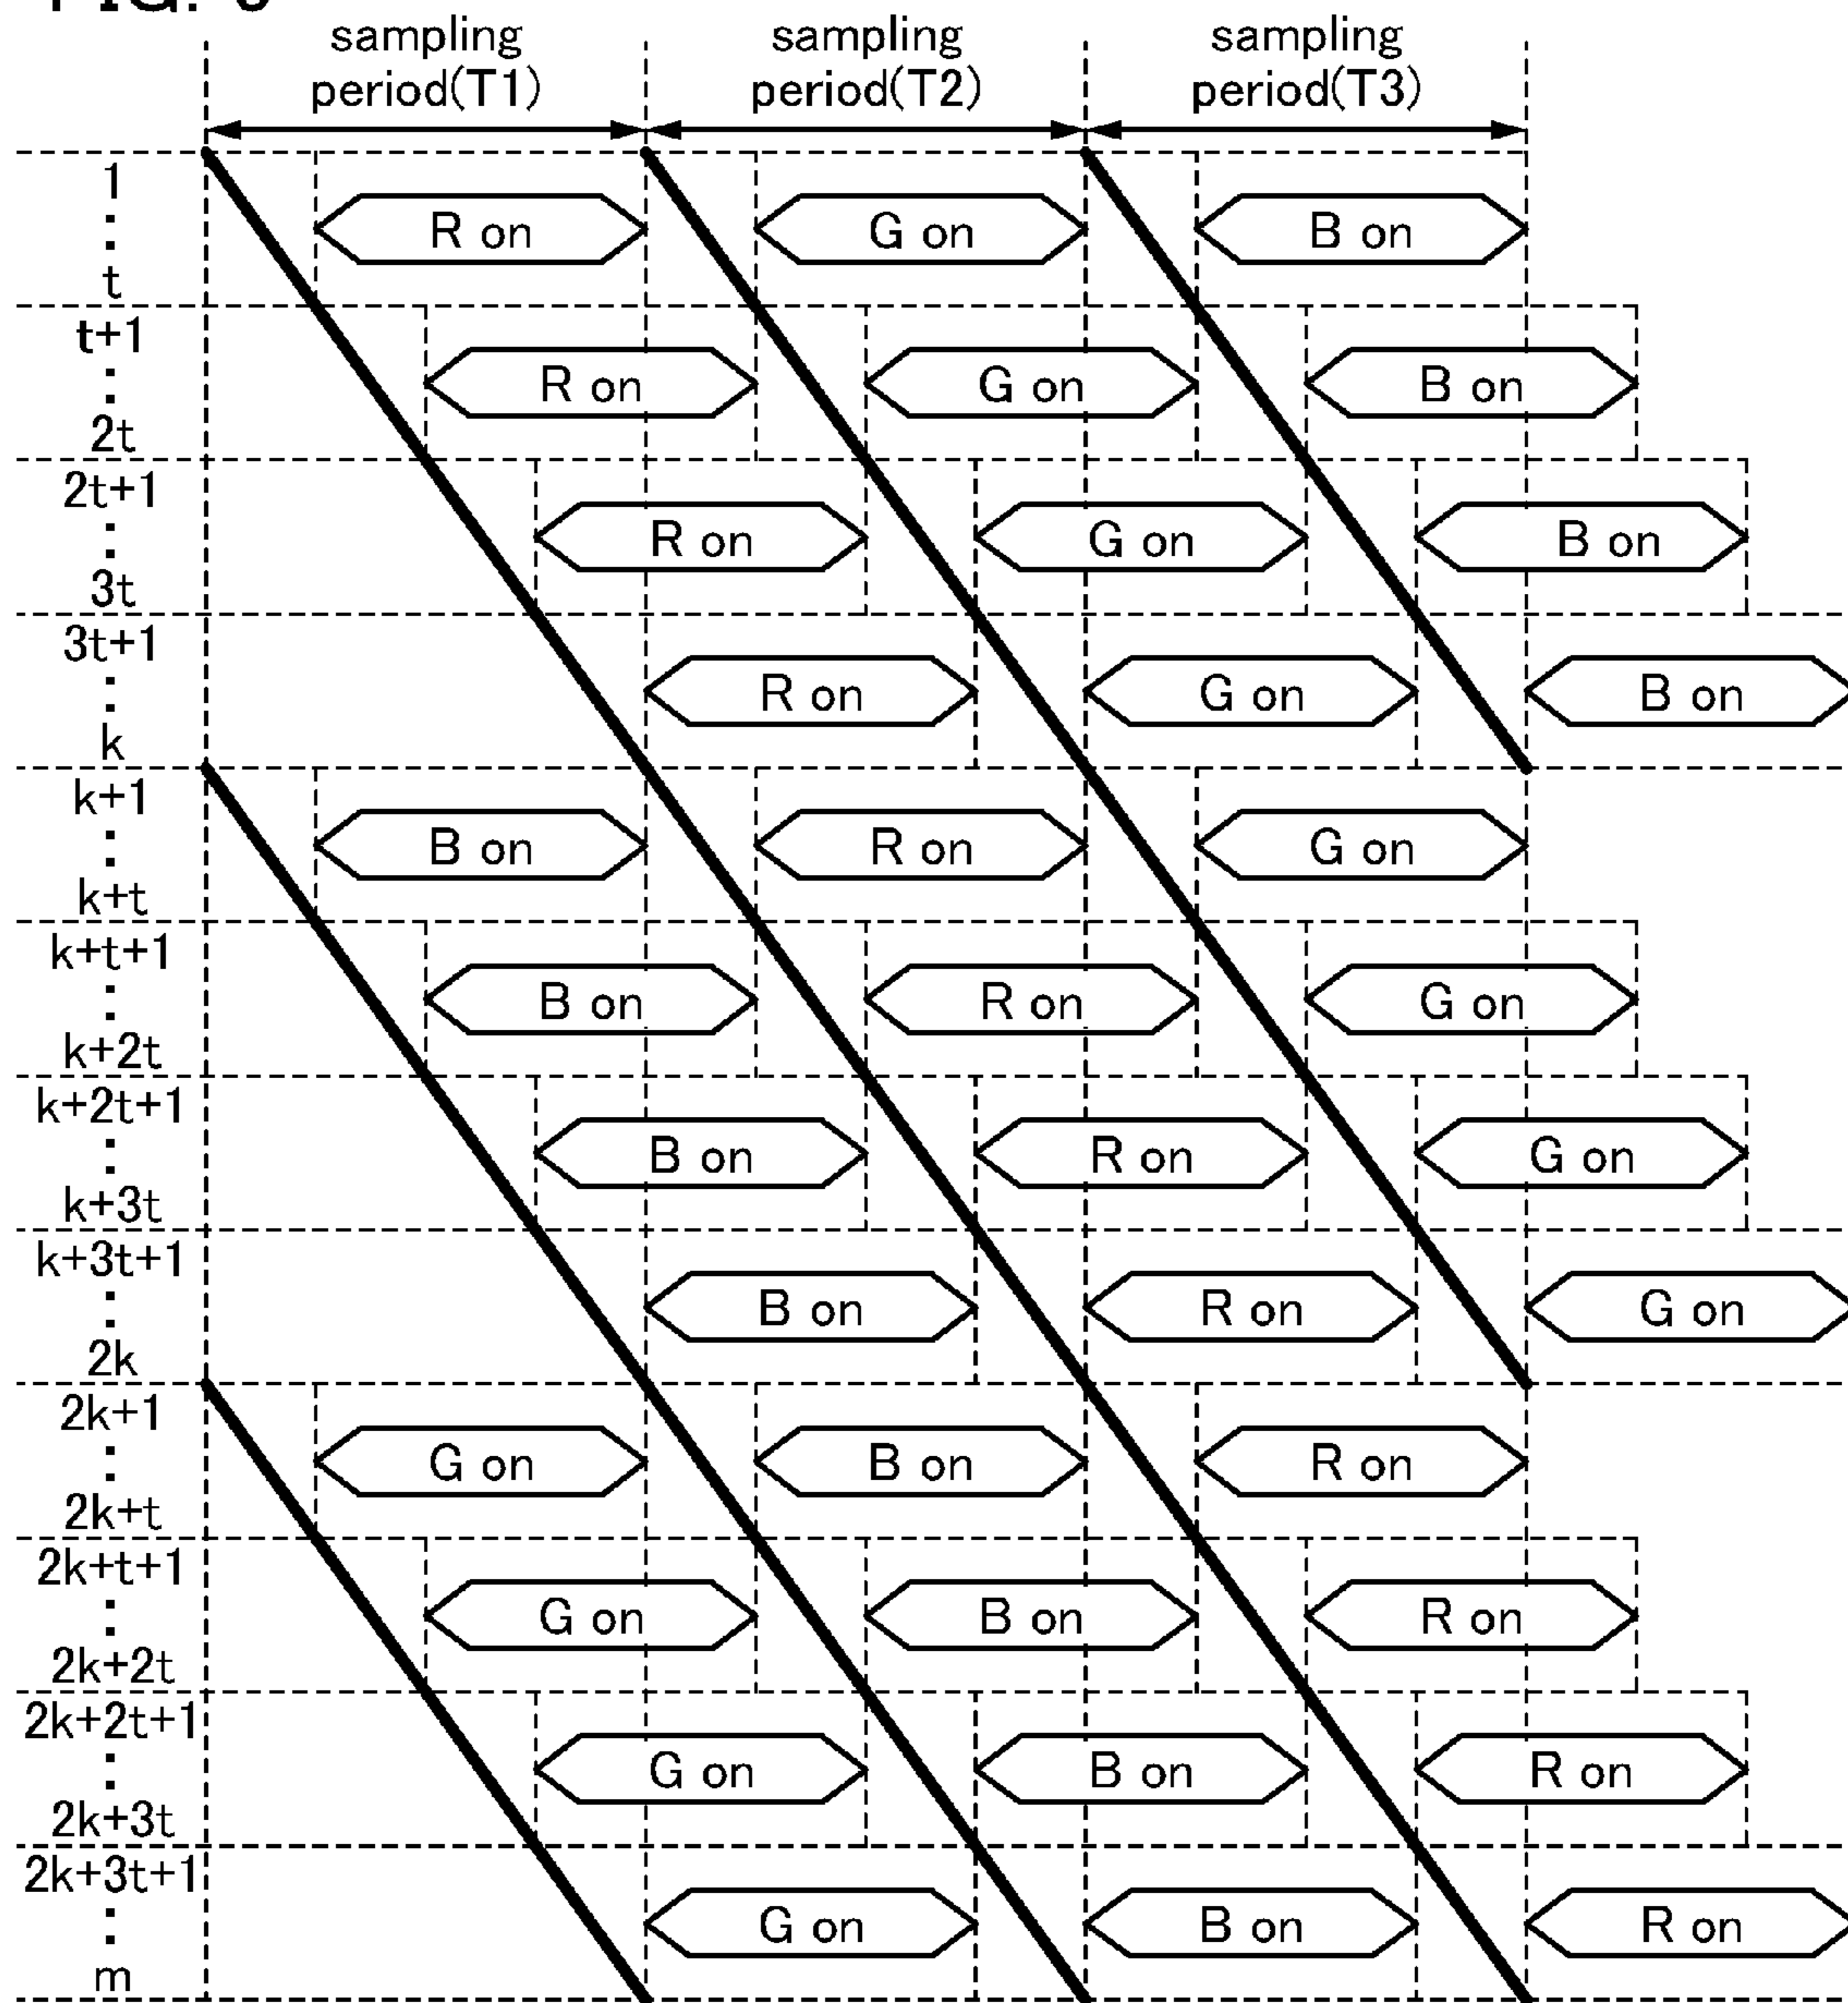 FIG.
sampling period(T1)
sampling period(T2)
sampling period(T3)
1
t
R on
G on
B on
t+1
2t
R on
G on
B on
2t+1
3t
R on
G on
B on
3t+1
k
R on
G on
B on
k+1
k+t
B on
R on
G on
k+t+1
k+2t
B on
R on
G on
k+2t+1
k+3t
B on
R on
G on
k+3t+1
2k
B on
R on
G on
2k+1
2k+t
G on
B on
R on
2k+t+1
2k+2t
G on
B on
R on
2k+2t+1
2k+3t
G on
B on
R on
2k+3t+1
m
G on
B on
R on